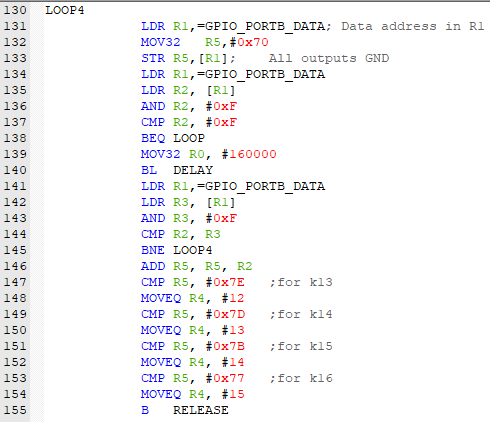 130 LOOP4
131 LDR R1,=GPIO_PORTB_DATA; Data address in R1
132 MOV32 R5,#0x70
133 STR R5,[R1]; All outputs GND
134 LDR R1,=GPIO_PORTB_DATA
135 LDR R2, [R1]
136 AND R2, #0xF
137 CMP R2, #0xF
138 BEQ LOOP
139 MOV32 R0, #160000
140 BL DELAY
141 LDR R1,=GPIO_PORTB_DATA
142 LDR R3, [R1]
143 AND R3, #0xF
144 CMP R2, R3
145 BNE LOOP4
146 ADD R5, R5, R2
147 CMP R5, #0x7E ;for k13
148 MOVEQ R4, #12
149 CMP R5, #0x7D ;for k14
150 MOVEQ R4, #13
151 CMP R5, #0x7B ;for k15
152 MOVEQ R4, #14
153 CMP R5, #0x77 ;for k16
154 MOVEQ R4, #15
155 B RELEASE